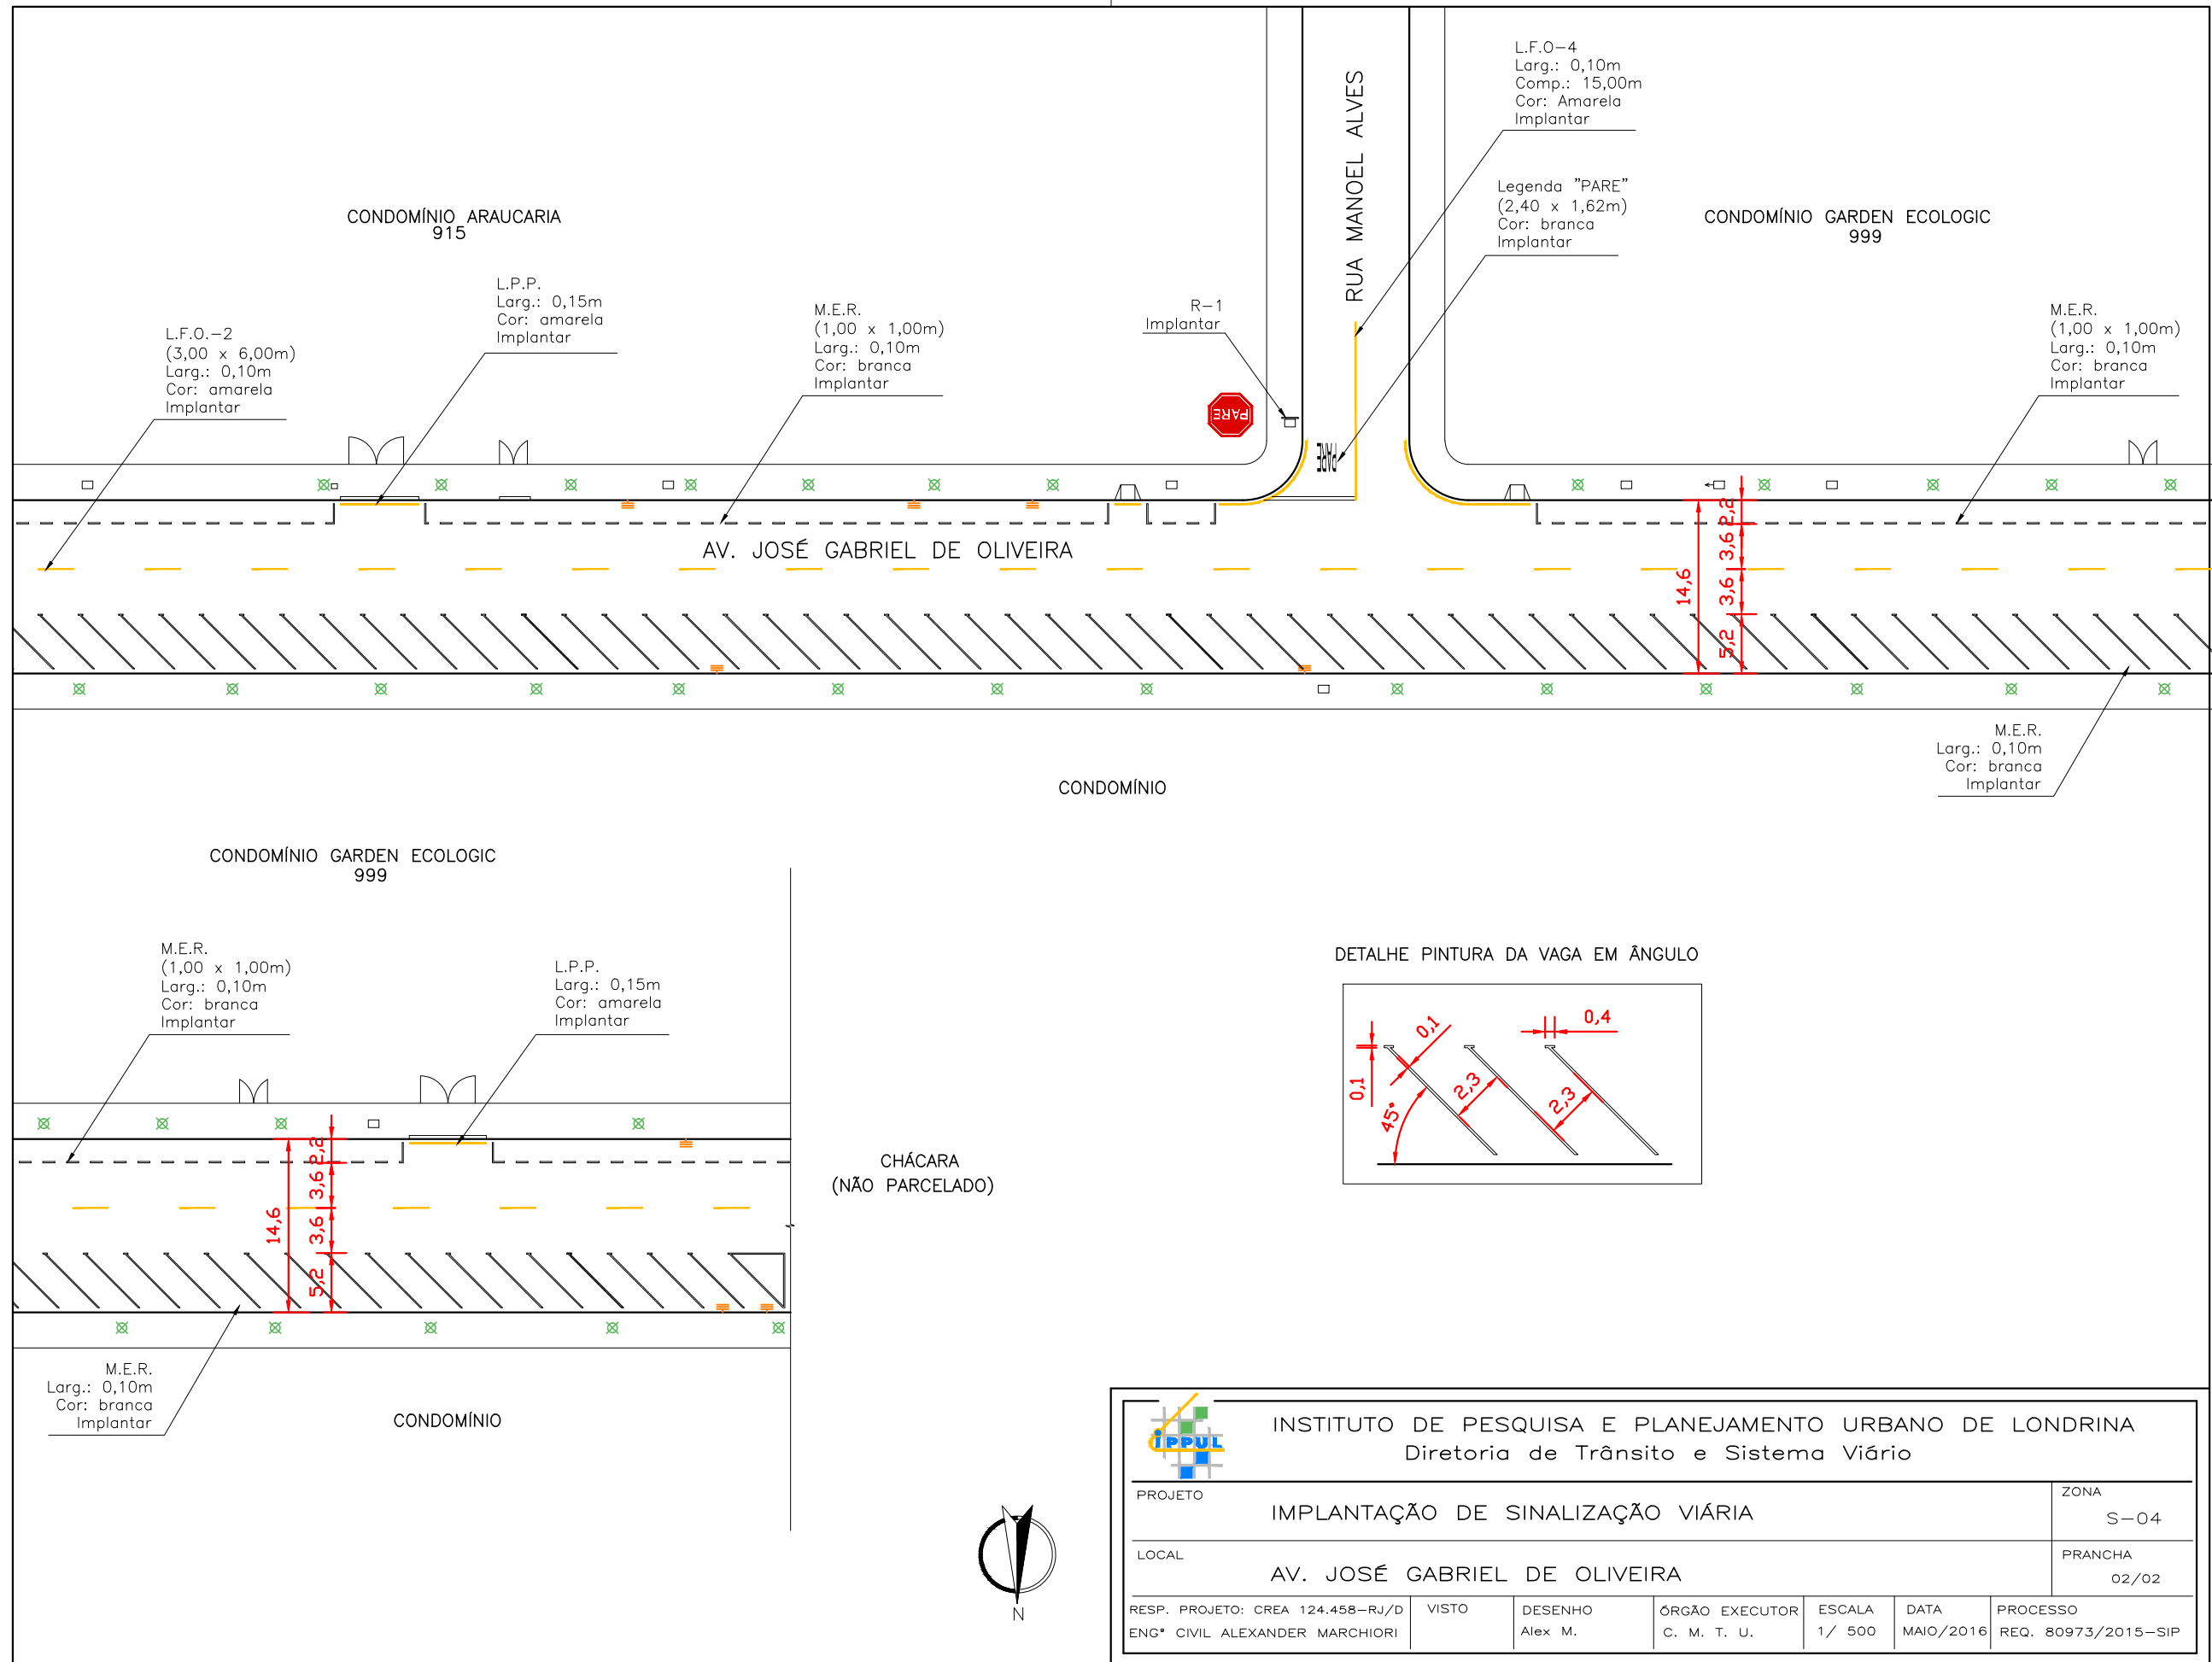 L.F.O-4
Larg.: 0,10m
Comp.: 15,00m
Cor: Amarela
Implantar
RUA MANOEL ALVES
Legenda "PARE"
(2,40 x 1,62m)
Cor: branca
Implantar
CONDOMÍNIO ARAUCARIA
915
CONDOMÍNIO GARDEN ECOLOGIC
999
L.P.P.
Larg.: 0,15m
Cor: amarela
Implantar
L.F.O.-2
(3,00 x 6,00m)
Larg.: 0,10m
Cor: amarela
Implantar
M.E.R.
(1,00 x 1,00m)
Larg.: 0,10m
Cor: branca
Implantar
R-1
Implantar
M.E.R.
(1,00 x 1,00m)
Larg.: 0,10m
Cor: branca
Implantar
PARE
PARE
AV. JOSÉ GABRIEL DE OLIVEIRA
14,6
2,2
3,6
3,6
5,2
M.E.R.
Larg.: 0,10m
Cor: branca
Implantar
CONDOMÍNIO
CONDOMÍNIO GARDEN ECOLOGIC
999
M.E.R.
(1,00 x 1,00m)
Larg.: 0,10m
Cor: branca
Implantar
L.P.P.
Larg.: 0,15m
Cor: amarela
Implantar
14,6
2,2
3,6
3,6
5,2
CHÁCARA
(NÃO PARCELADO)
M.E.R.
Larg.: 0,10m
Cor: branca
Implantar
CONDOMÍNIO
DETALHE PINTURA DA VAGA EM ÂNGULO
0,1
0,4
0,1
45°
2,3
2,3
N
IPPUL
INSTITUTO DE PESQUISA E PLANEJAMENTO URBANO DE LONDRINA
Diretoria de Trânsito e Sistema Viário
PROJETO
IMPLANTAÇÃO DE SINALIZAÇÃO VIÁRIA
ZONA
S-04
LOCAL
AV. JOSÉ GABRIEL DE OLIVEIRA
PRANCHA
02/02
RESP. PROJETO: CREA 124.458-RJ/D
ENGº CIVIL ALEXANDER MARCHIORI
VISTO
DESENHO
Alex M.
ÓRGÃO EXECUTOR
C. M. T. U.
ESCALA
1/ 500
DATA
MAIO/2016
PROCESSO
REQ. 80973/2015-SIP